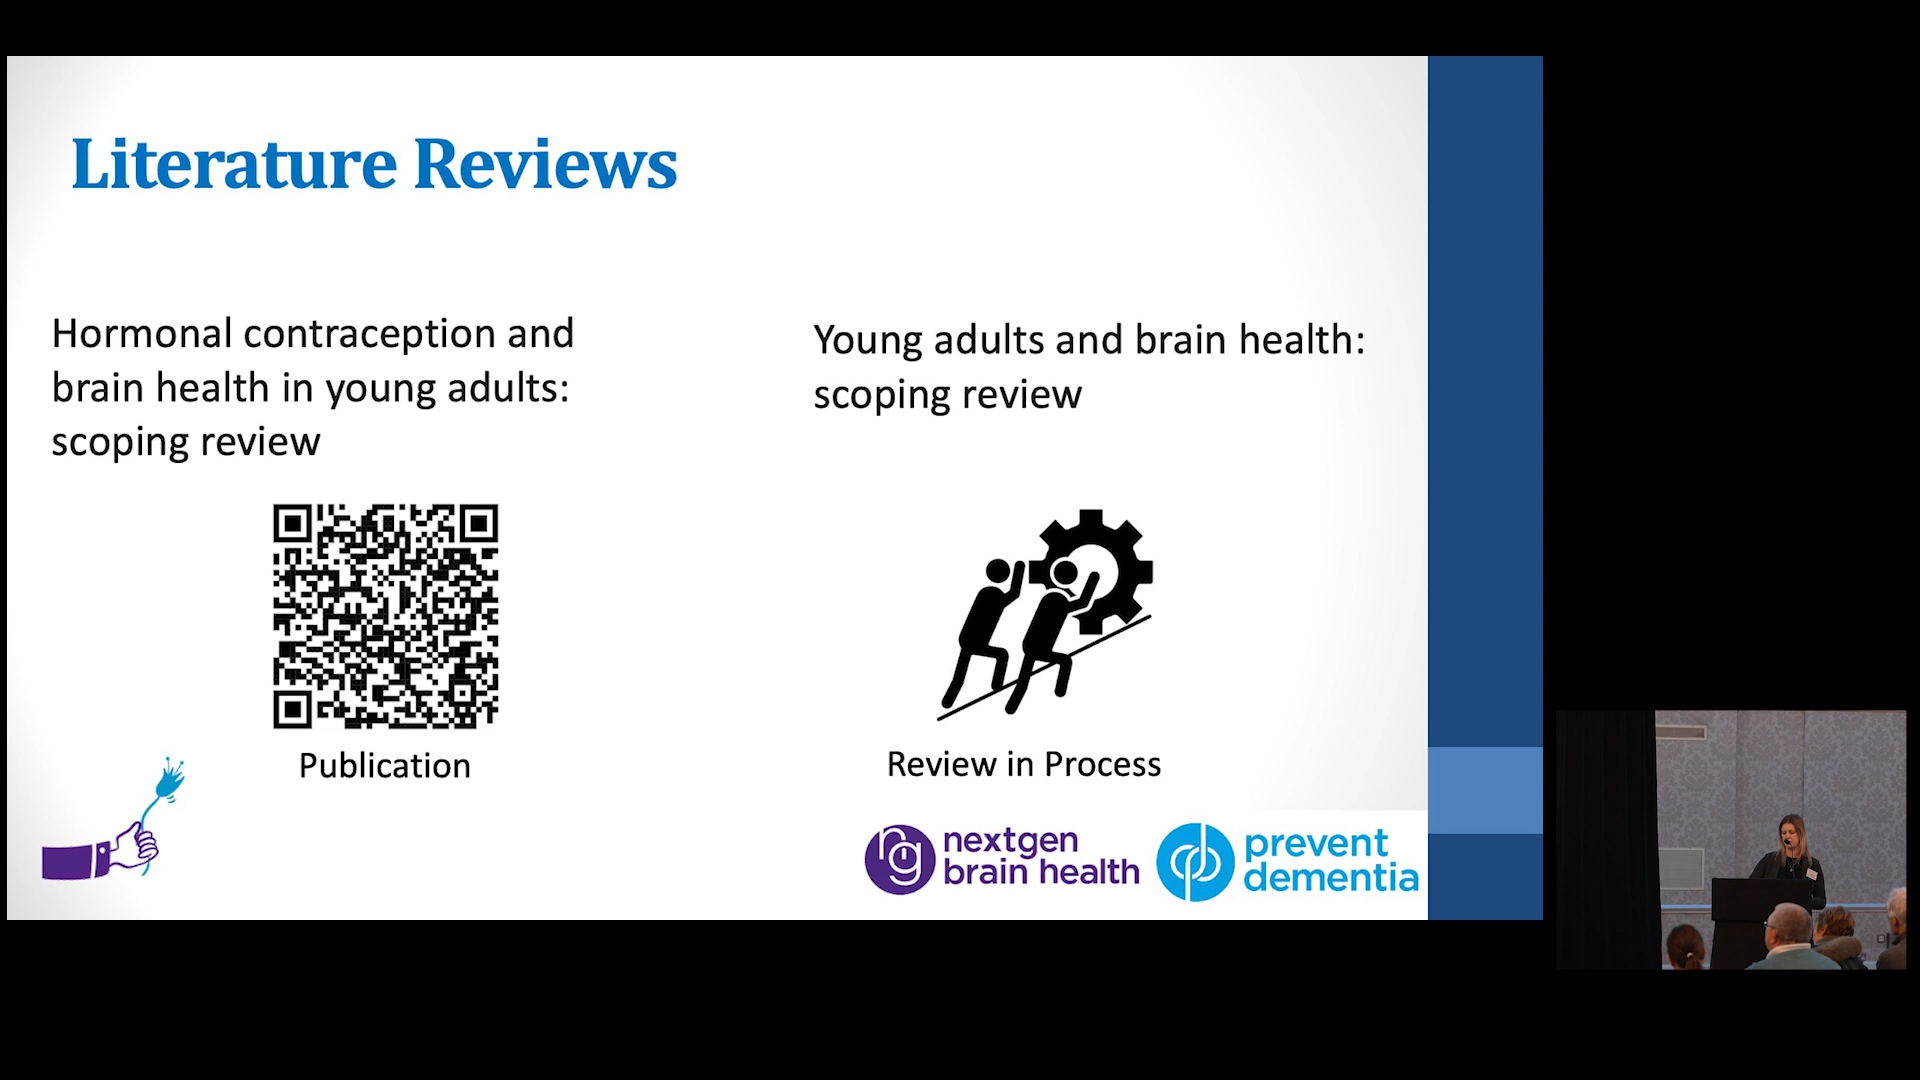 Literature Reviews
Hormonal contraception and
brain health in young adults:
scoping review
Publication
Young adults and brain health:
scoping review
Review in Process
ng nextgen
brain health
prevent
dementia